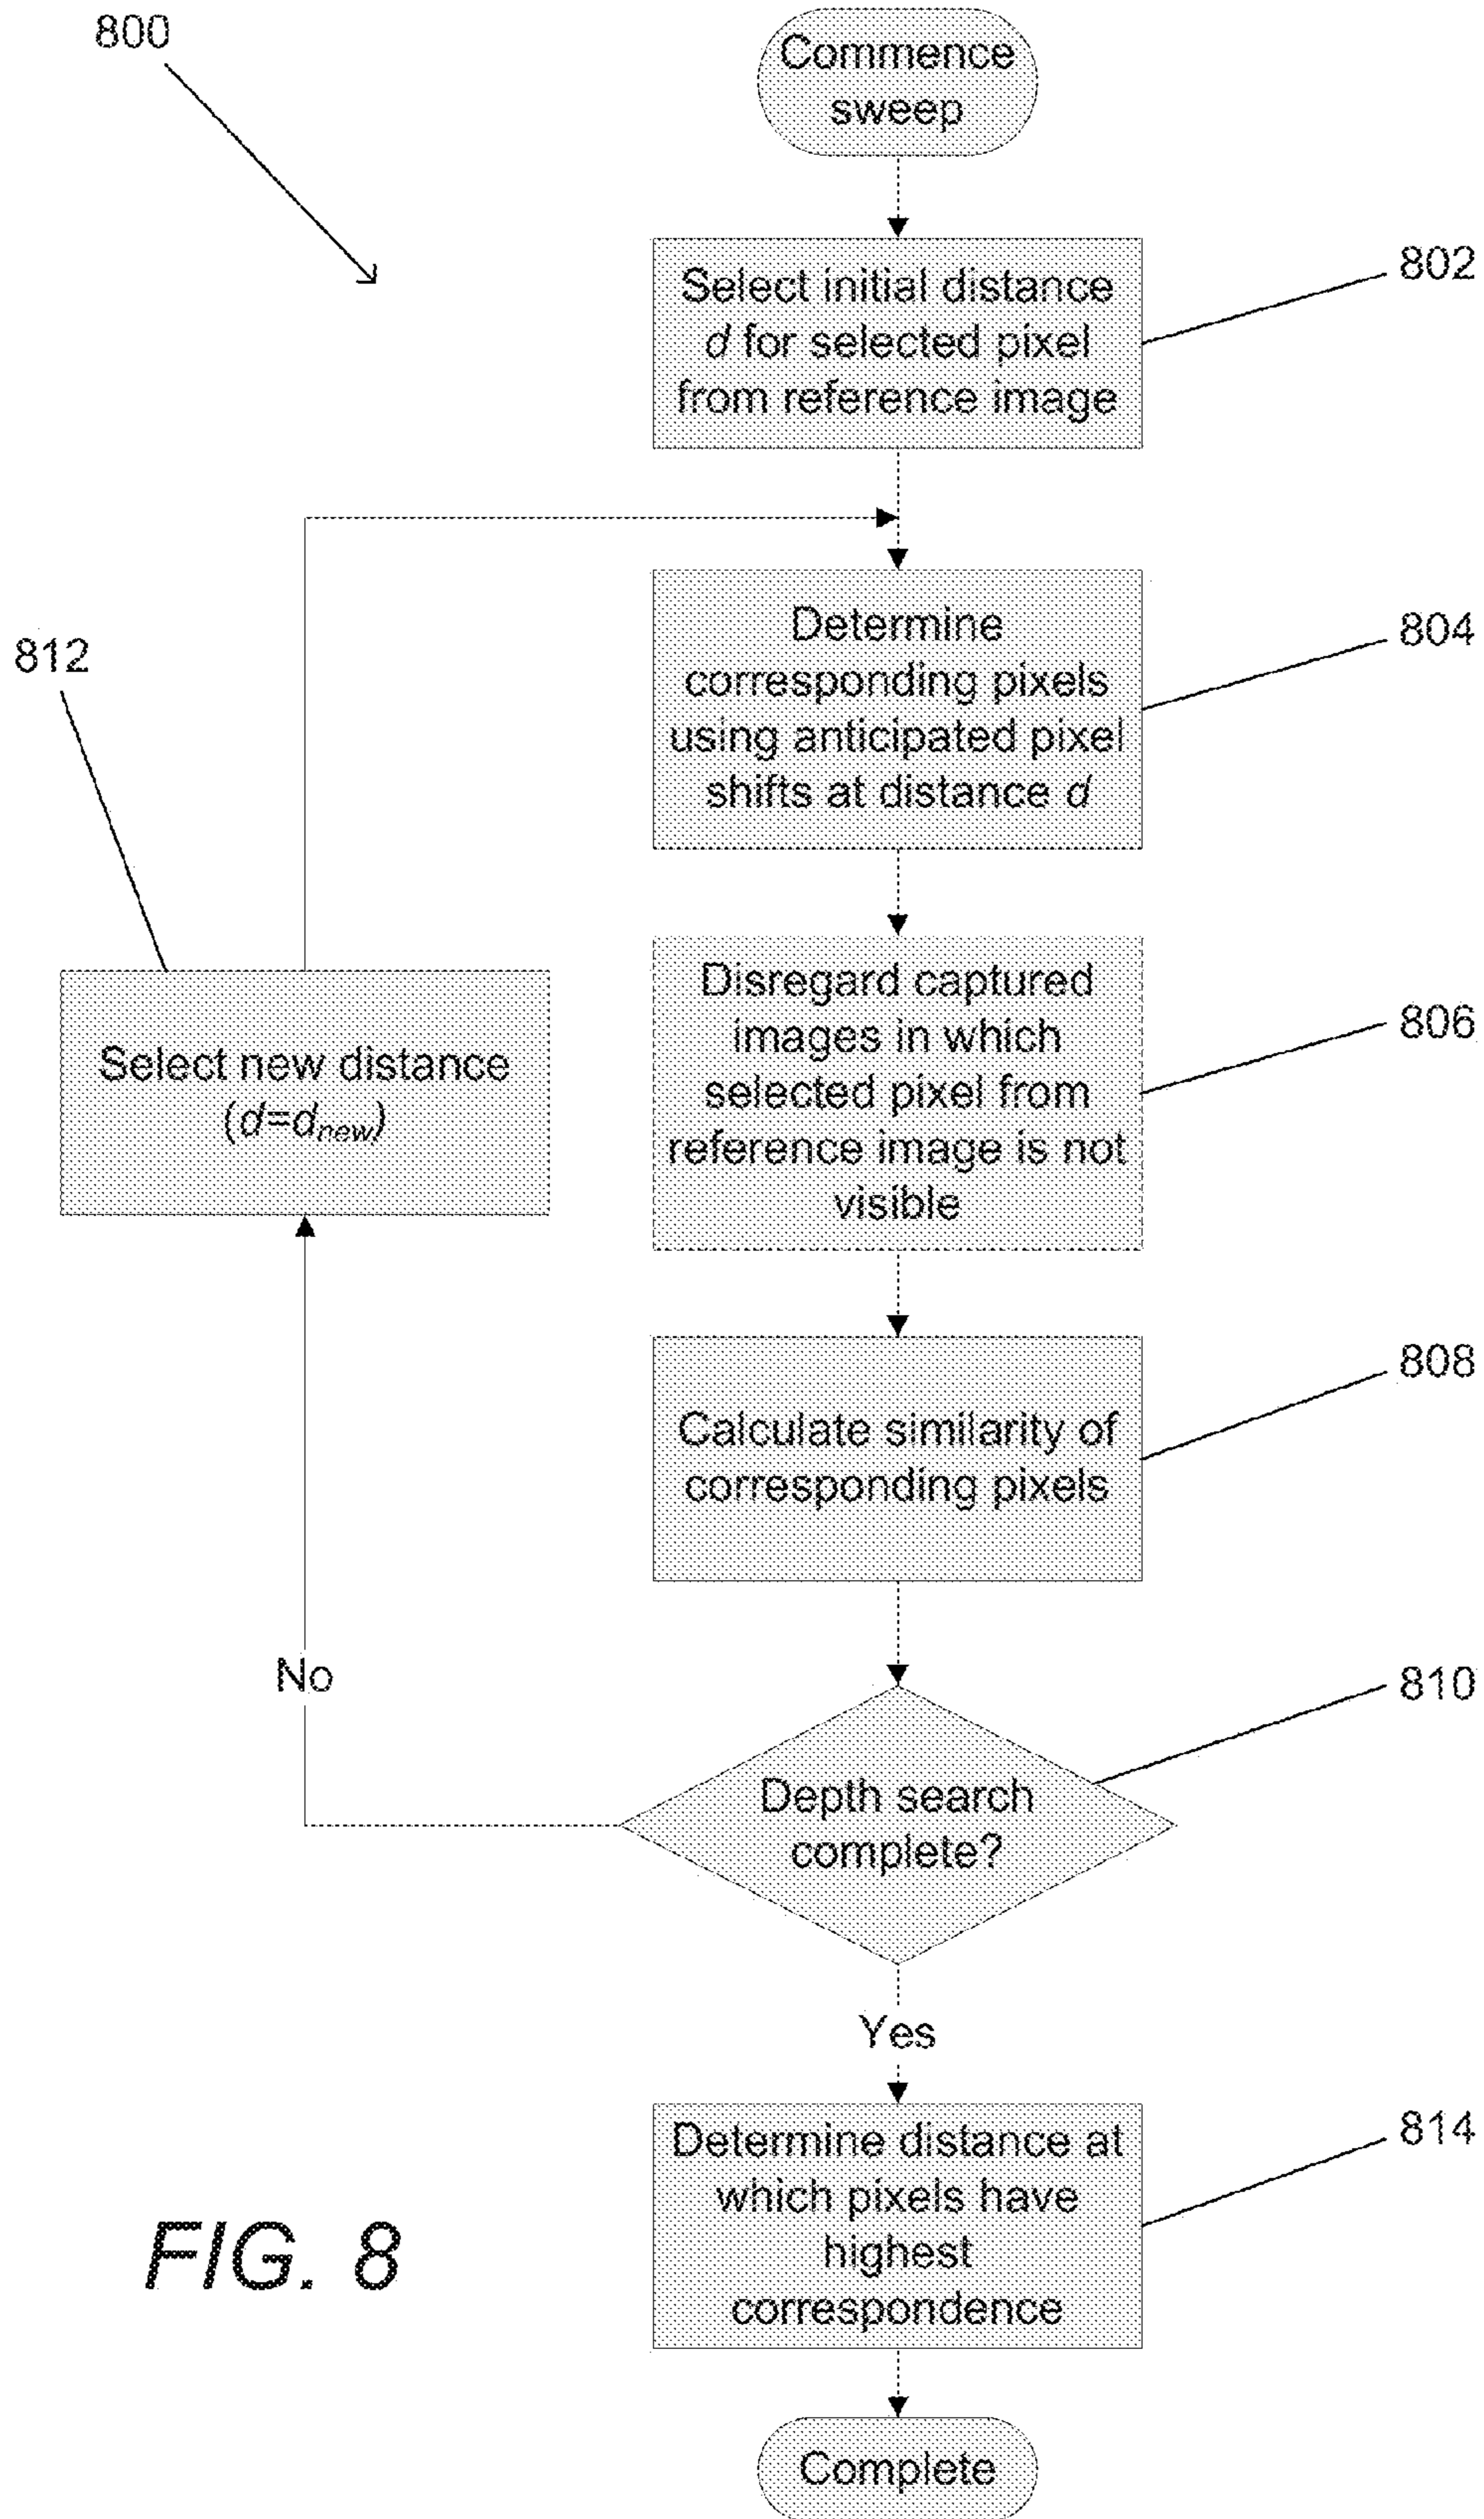 800
Commence
sweep
802
Select initial distance
d for selected pixel
from reference image
804
Determine
corresponding pixels
using anticipated pixel
shifts at distance d
812
Select new distance
(d=dnew)
806
Disregard captured
images in which
selected pixel from
reference image is not
visible
808
Calculate similarity of
corresponding pixels
No
810
Depth search
complete?
Yes
814
Determine distance at
which pixels have
highest
correspondence
FIG. 8
Complete